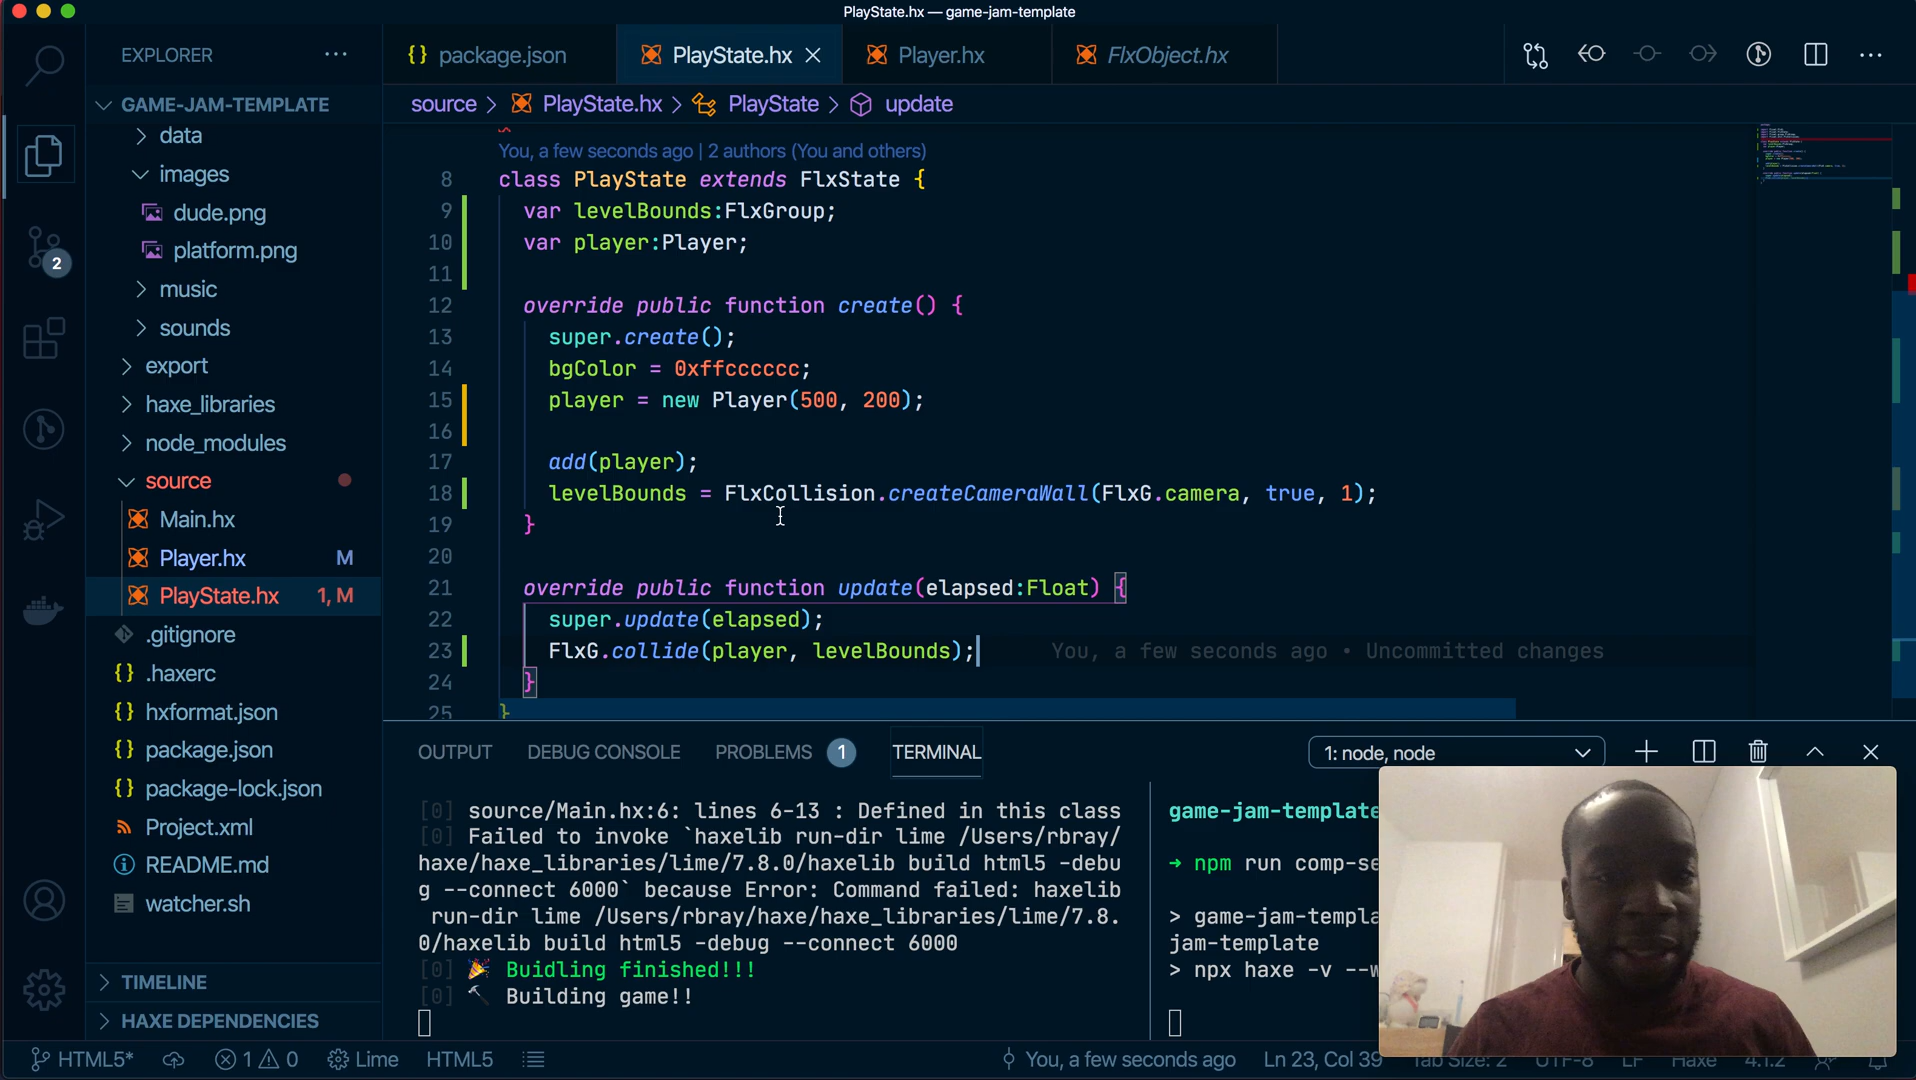 PlayState.hx — game-jam-template
EXPLORER
package.json
PlayState.hx
Player.hx
FlxObject.hx
GAME-JAM-TEMPLATE
data
images
dude.png
platform.png
music
sounds
export
haxe_libraries
node_modules
source
Main.hx
Player.hx M
PlayState.hx 1, M
.gitignore
.haxerc
hxformat.json
package.json
package-lock.json
Project.xml
README.md
watcher.sh
TIMELINE
HAXE DEPENDENCIES
source > PlayState.hx > PlayState > update
You, a few seconds ago | 2 authors (You and others)
8 class PlayState extends FlxState {
9 var levelBounds:FlxGroup;
10 var player:Player;
11
12 override public function create() {
13 super.create();
14 bgColor = 0xffcccccc;
15 player = new Player(500, 200);
16
17 add(player);
18 levelBounds = FlxCollision.createCameraWall(FlxG.camera, true, 1);
19 }
20
21 override public function update(elapsed:Float) {
22 super.update(elapsed);
23 FlxG.collide(player, levelBounds); You, a few seconds ago • Uncommitted changes
24 }
25 }
OUTPUT DEBUG CONSOLE PROBLEMS 1 TERMINAL
1: node, node
[0] source/Main.hx:6: lines 6-13 : Defined in this class
[0] Failed to invoke `haxelib run-dir lime /Users/rbray/
haxe/haxe_libraries/lime/7.8.0/haxelib build html5 -debu
g --connect 6000` because Error: Command failed: haxelib
run-dir lime /Users/rbray/haxe/haxe_libraries/lime/7.8.
0/haxelib build html5 -debug --connect 6000
[0] 🎉 Buidling finished!!!
[0] 🔨 Building game!!
game-jam-template
→ npm run comp-se
> game-jam-templa
jam-template
> npx haxe -v --w
2
HTML5* 1 0 Lime HTML5 You, a few seconds ago Ln 23, Col 39 Tab Size: 2 UTF-8 LF Haxe 4.1.2